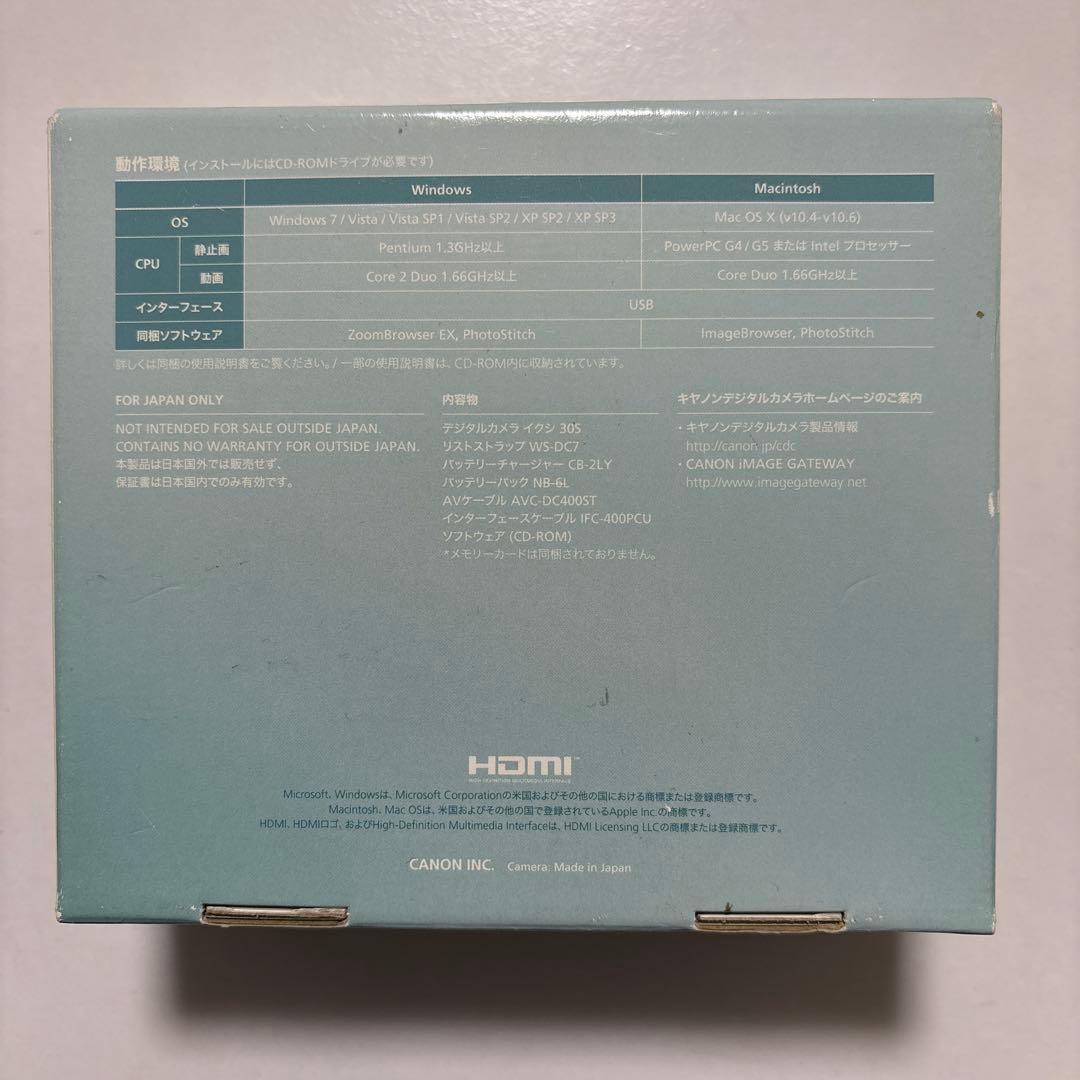 動作環境 (インストールにはCD-ROMドライブが必要です)
Windows Macintosh
OS Windows 7 / Vista / Vista SP1 / Vista SP2 / XP SP2 / XP SP3 Mac OS X (v10.4-v10.6)
CPU 静止画 Pentium 1.3GHz以上 PowerPC G4 / G5 または Intel プロセッサー
動画 Core 2 Duo 1.66GHz以上 Core Duo 1.66GHz以上
インターフェース USB
同梱ソフトウェア ZoomBrowser EX, PhotoStitch ImageBrowser, PhotoStitch
詳しくは同梱の使用説明書をご覧ください。/ 一部の使用説明書は、CD-ROM内に収納されています。
FOR JAPAN ONLY
NOT INTENDED FOR SALE OUTSIDE JAPAN.
CONTAINS NO WARRANTY FOR OUTSIDE JAPAN.
本製品は日本国外では販売せず、
保証書は日本国内でのみ有効です。
内容物
デジタルカメラ イクシ 30S
リストストラップ WS-DC7
バッテリーチャージャー CB-2LY
バッテリーパック NB-6L
AVケーブル AVC-DC400ST
インターフェースケーブル IFC-400PCU
ソフトウェア (CD-ROM)
*メモリーカードは同梱されておりません。
キヤノンデジタルカメラホームページのご案内
・キヤノンデジタルカメラ製品情報
http://canon.jp/cdc
・CANON iMAGE GATEWAY
http://www.imagegateway.net
HDMI
HIGH-DEFINITION MULTIMEDIA INTERFACE
Microsoft、Windowsは、Microsoft Corporationの米国およびその他の国における商標または登録商標です。
Macintosh、Mac OSは、米国およびその他の国で登録されているApple Inc.の商標です。
HDMI、HDMIロゴ、およびHigh-Definition Multimedia Interfaceは、HDMI Licensing LLCの商標または登録商標です。
CANON INC. Camera: Made in Japan